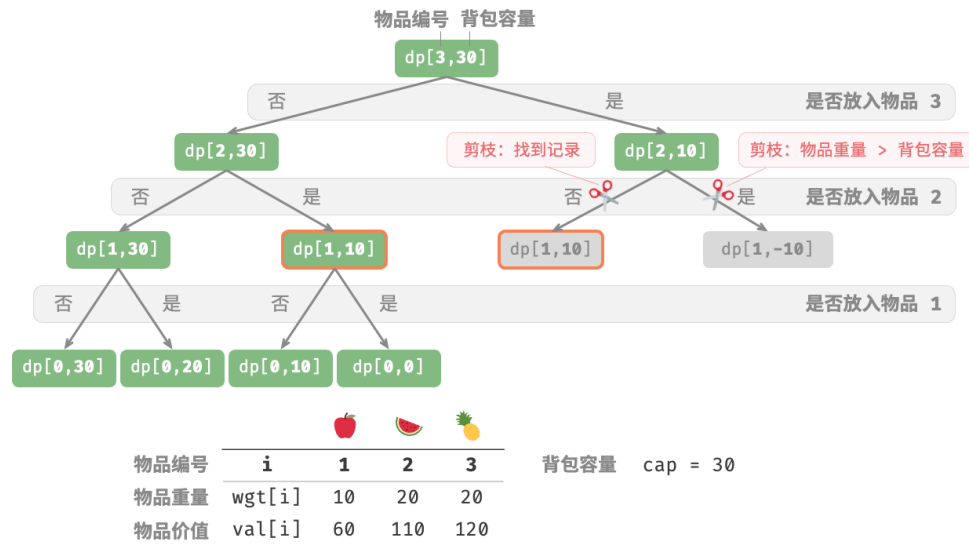 物品编号 背包容量
dp[3,30]
否 是 是否放入物品 3
dp[2,30] 剪枝：找到记录 dp[2,10] 剪枝：物品重量 > 背包容量
否 是 否 是 是否放入物品 2
dp[1,30] dp[1,10] dp[1,10] dp[1,-10]
否 是 否 是 是否放入物品 1
dp[0,30] dp[0,20] dp[0,10] dp[0,0]
物品编号 i 1 2 3 背包容量 cap = 30
物品重量 wgt[i] 10 20 20
物品价值 val[i] 60 110 120